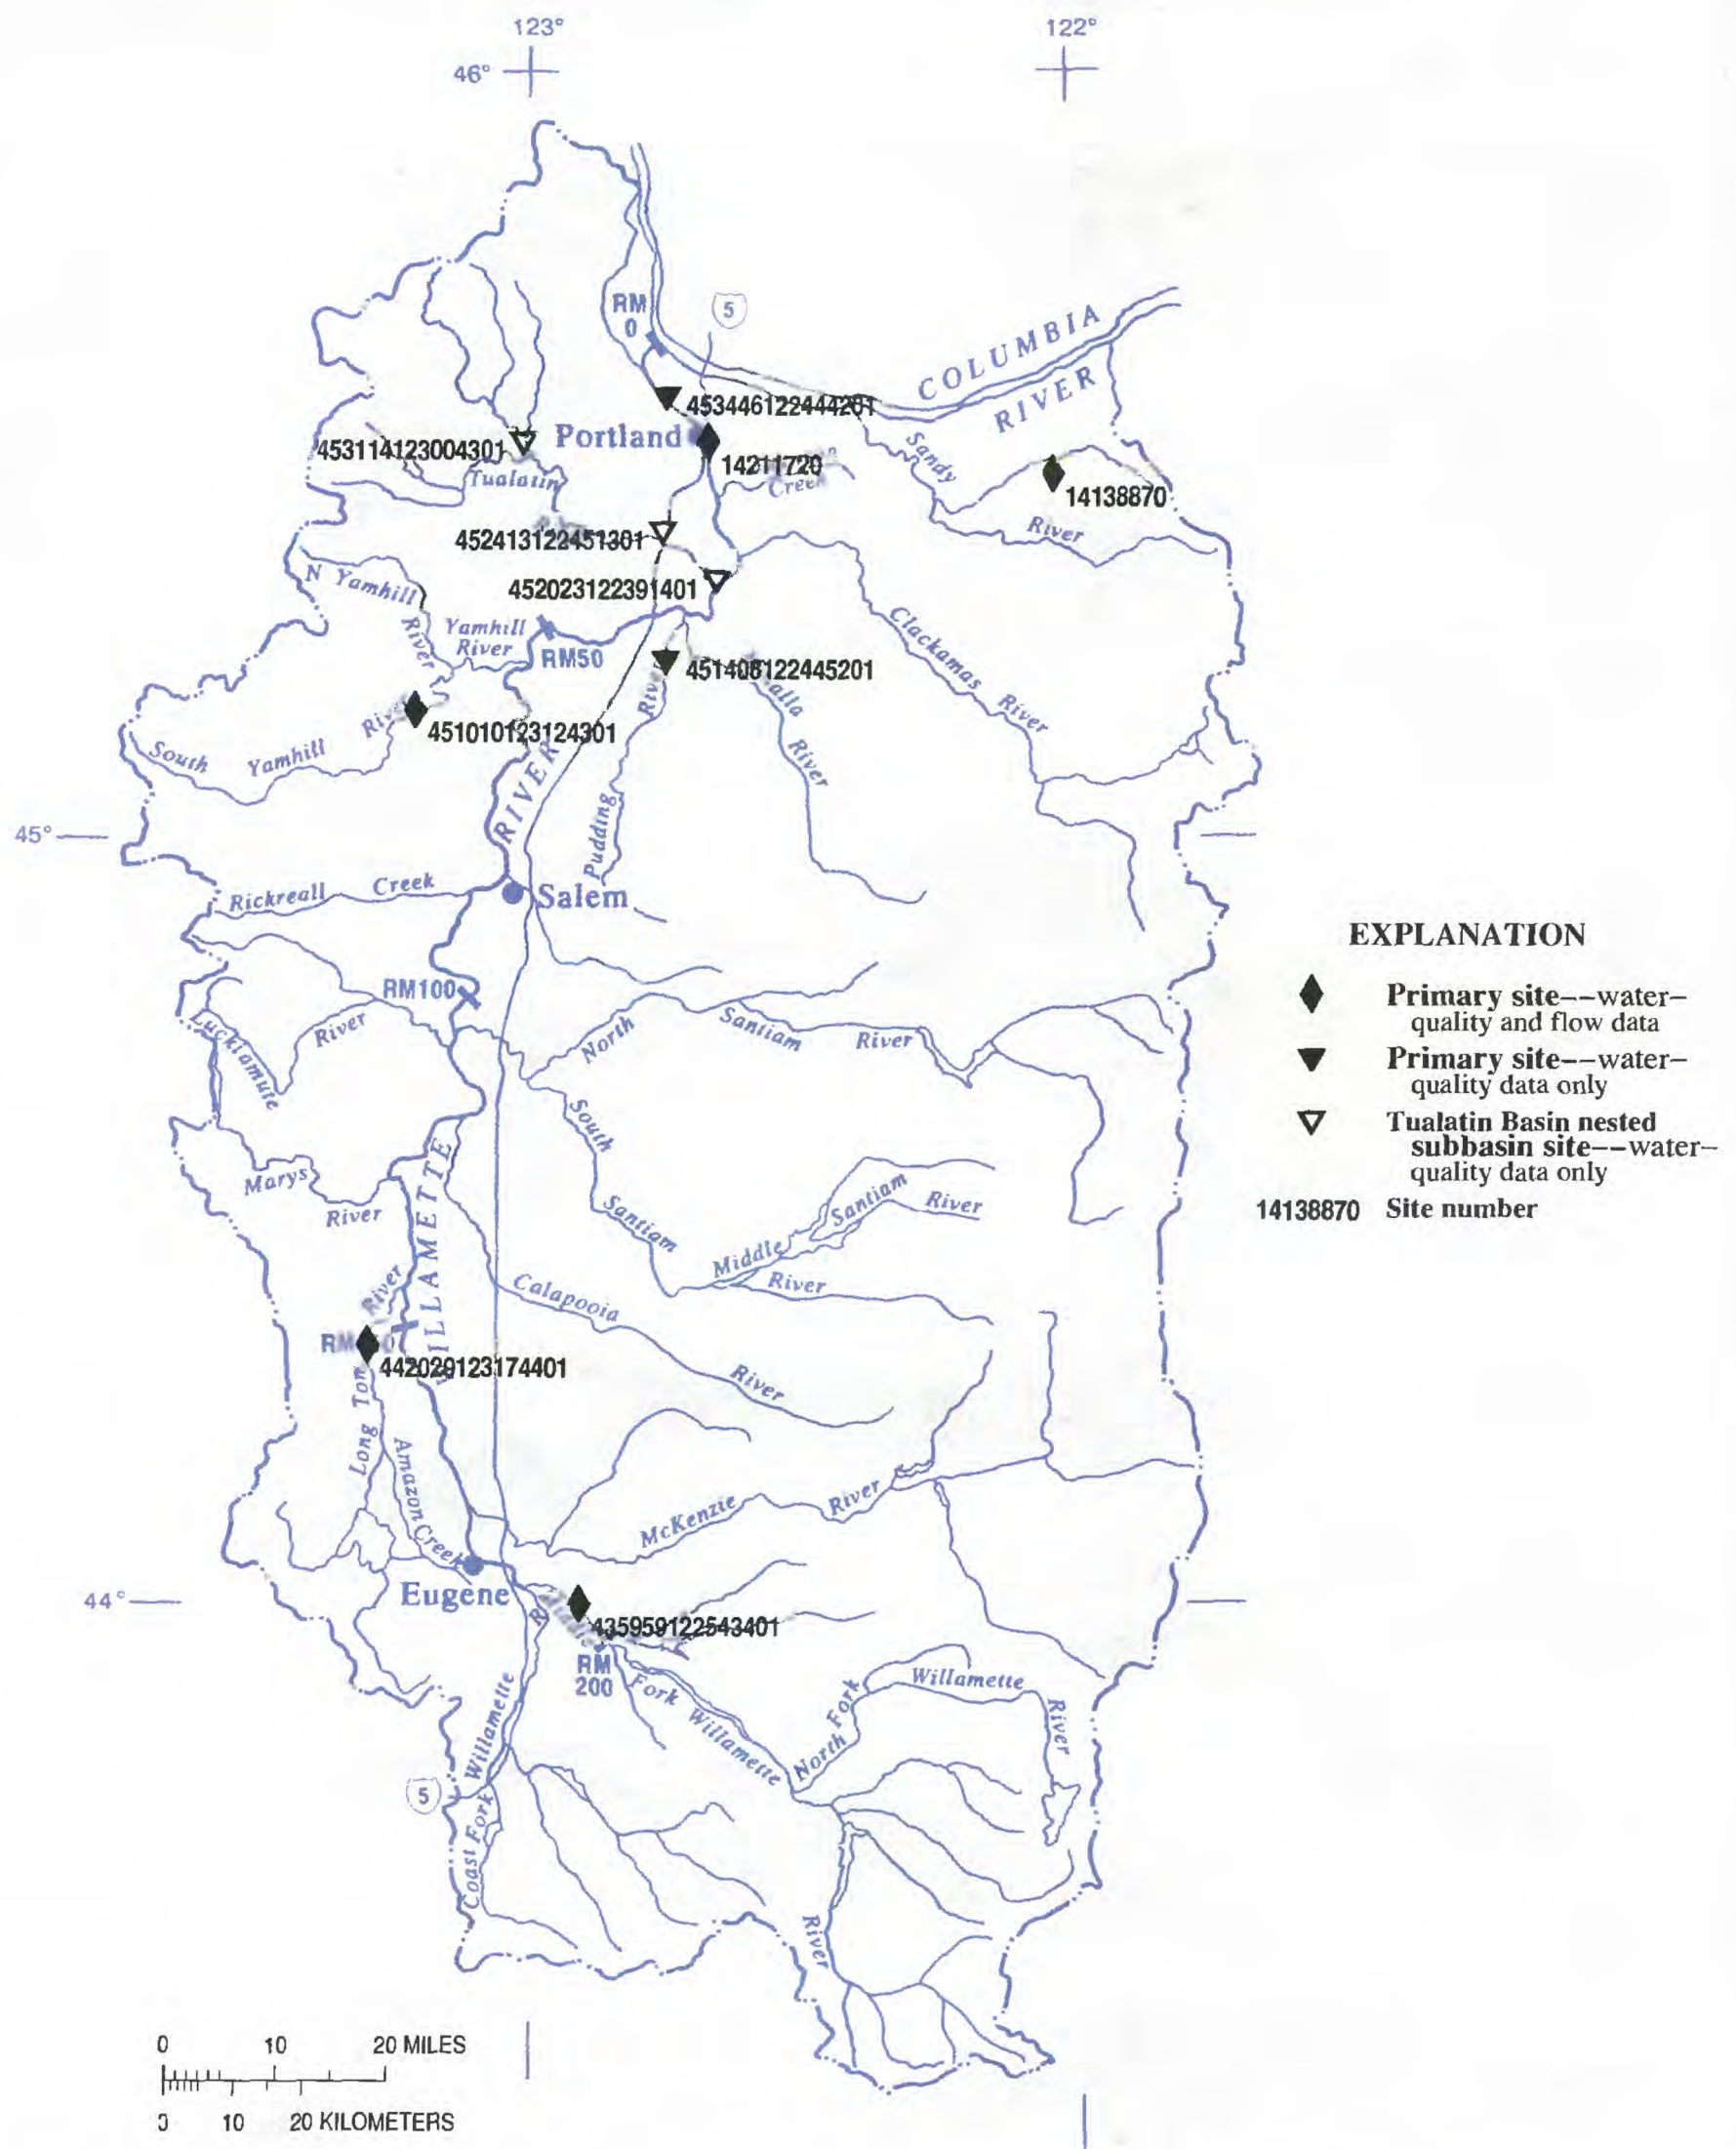 123°
122°
46°
RM
0
5
COLUMBIA
RIVER
453446122444201
Portland
453114123004301
Tualatin
14211720
Creek
Sandy
River
14138870
452413122451301
452023122391401
N Yamhill
River
Yamhill
River
RM50
Clackamas River
451408122445201
River
River
451010123124301
South Yamhill River
Pudding
RIVER
45°
Rickreall Creek
Salem
RM100
Luckiamute
River
North Santiam River
South
Santiam
Marys
River
Middle Santiam River
River
WILLAMETTE
Calapooia
River
River
442029123174401
Long Tom
Amazon Creek
McKenzie River
Eugene
44°
435959122543401
RM
200
Fork Willamette
North Fork
Willamette
River
Willamette
R
5
Coast Fork
River
EXPLANATION
Primary site--water-
quality and flow data
Primary site--water-
quality data only
Tualatin Basin nested
subbasin site--water-
quality data only
14138870 Site number
0 10 20 MILES
10 20 KILOMETERS